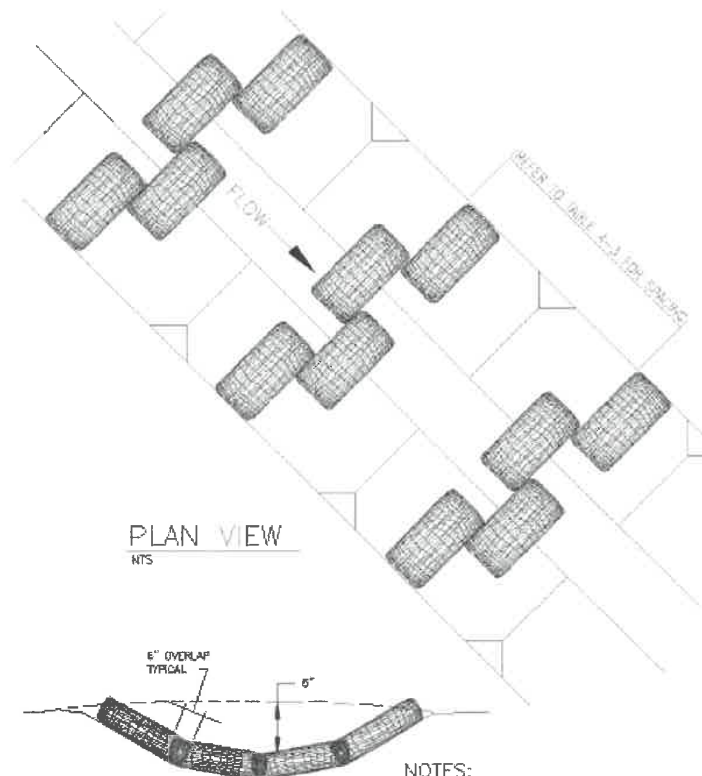 (REFER TO TABLE 4-3 FOR SPACING)
FLOW
PLAN VIEW
NTS
6" OVERLAP
TYPICAL
6"
NOTES: